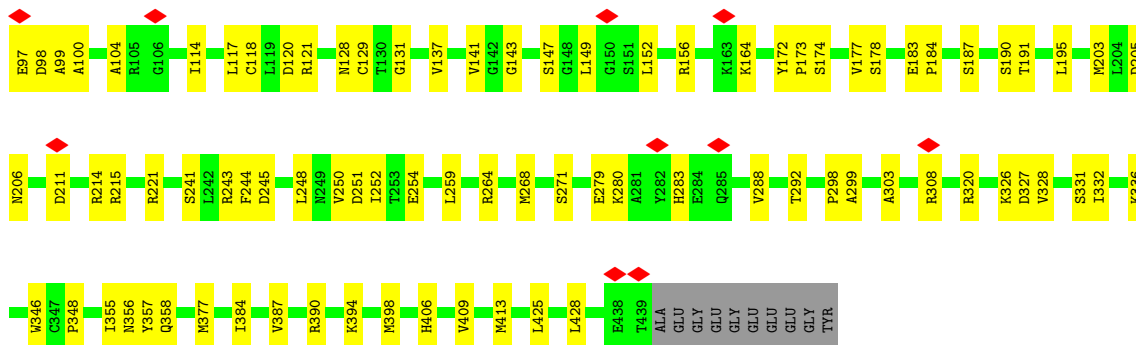 E97 D98 A99 A100 A104 R105 G106 I114 L117 C118 L119 D120 R121 N128 C129 T130 G131 V137 V141 G142 G143 S147 G148 L149 G150 S151 L152 R156 K163 K164 Y172 P173 S174 V177 S178 E183 P184 S187 S190 T191 L195 M203 L204 D205
N206 D211 R214 R215 R221 S241 L242 R243 F244 D245 L248 N249 V250 D251 I252 T253 E254 L259 R264 M268 S271 E279 K280 A281 Y282 H283 E284 Q285 V288 T292 P298 A299 A303 R308 R320 K326 D327 V328 S331 I332 K336
W346 C347 P348 I355 N356 Y357 Q358 M377 I384 V387 R390 K394 M398 H406 V409 M413 L425 L428 E438 T439 ALA GLU GLY GLU GLY GLU GLU GLU GLY TYR